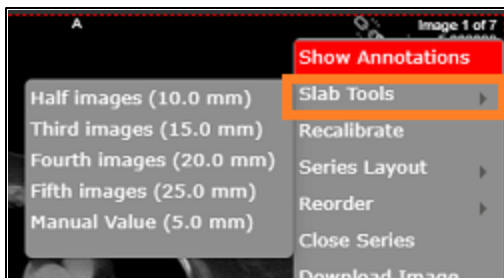 A
Image 1 of 7
Show Annotations
Slab Tools
Half images (10.0 mm)
Third images (15.0 mm)
Fourth images (20.0 mm)
Fifth images (25.0 mm)
Manual Value (5.0 mm)
Recalibrate
Series Layout
Reorder
Close Series
Download Image